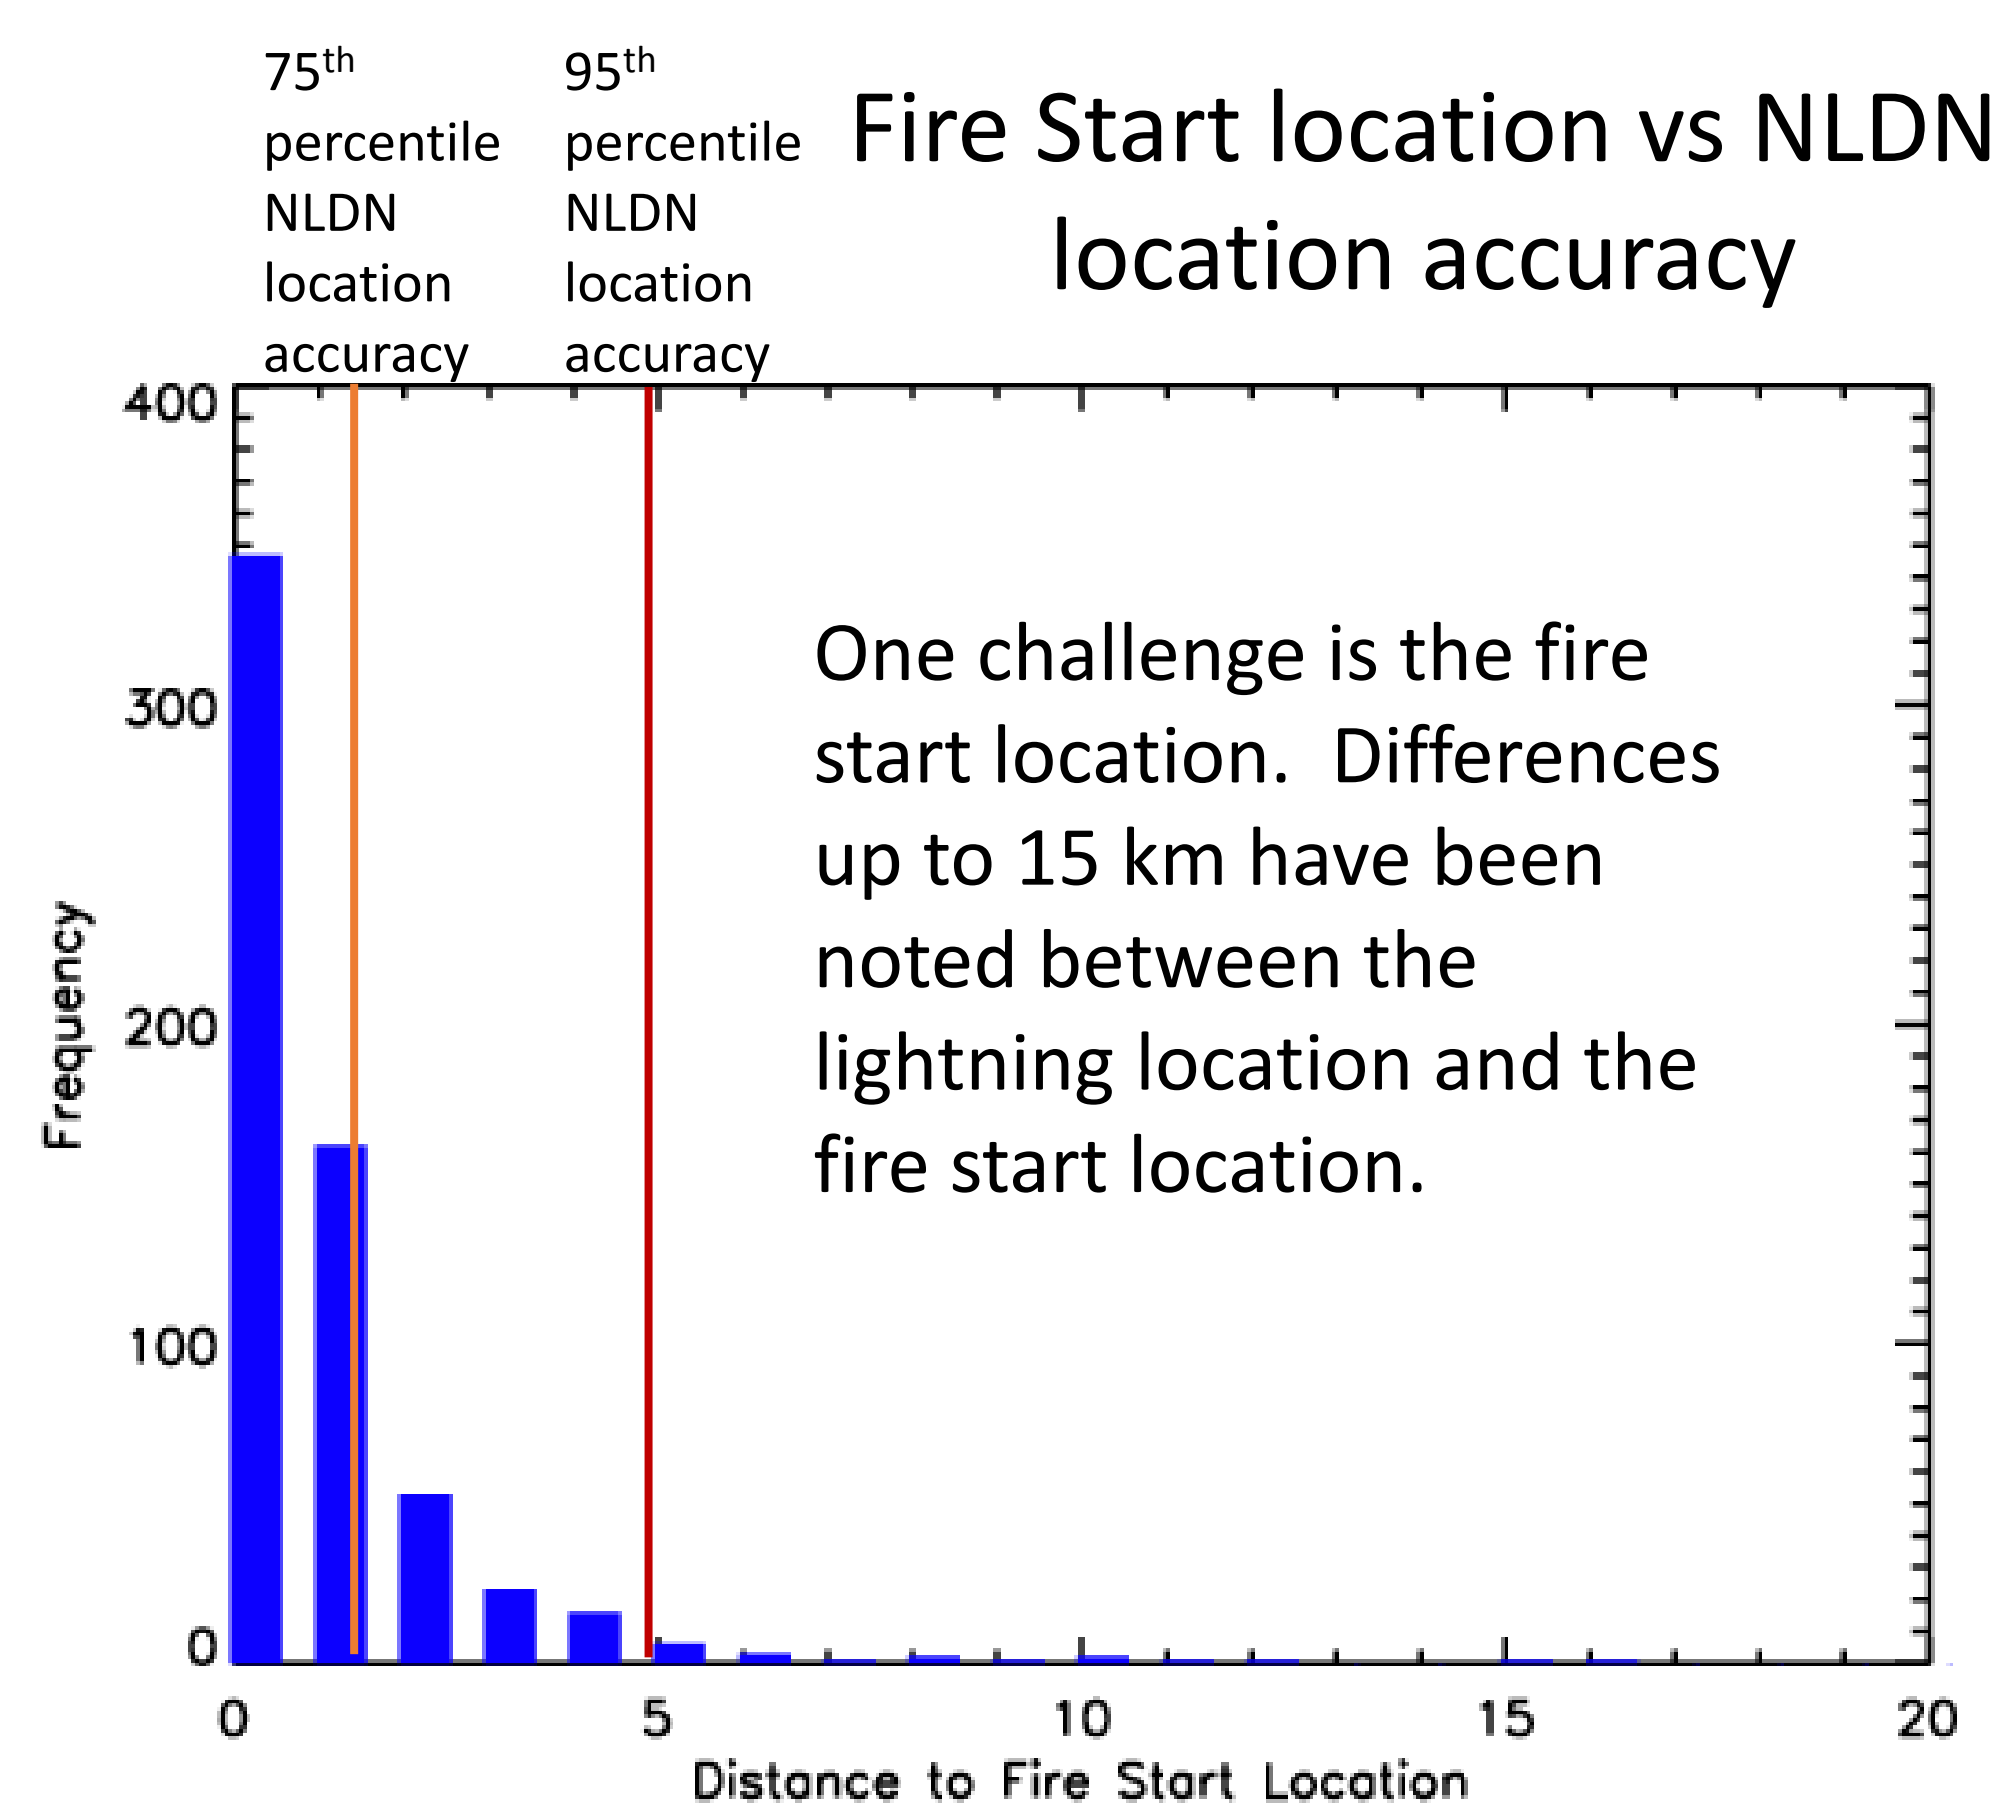 75th
percentile
NLDN
location
accuracy
95th
percentile
NLDN
location
accuracy
Fire Start location vs NLDN
location accuracy
One challenge is the fire
start location.  Differences
up to 15 km have been
noted between the
lightning location and the
fire start location.
Frequency
400
300
200
100
0
0 5 10 15 20
Distance to Fire Start Location